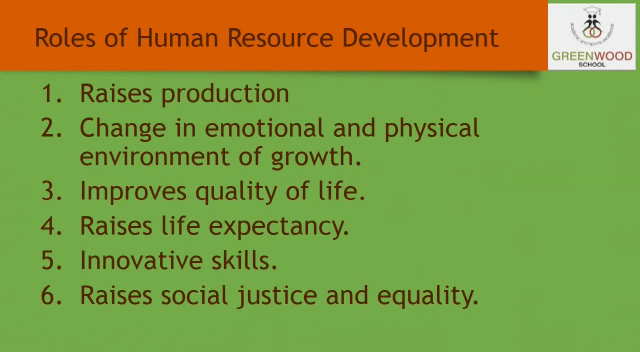 Roles of Human Resource Development
GREENWOOD
SCHOOL
1. Raises production
2. Change in emotional and physical
environment of growth.
3. Improves quality of life.
4. Raises life expectancy.
5. Innovative skills.
6. Raises social justice and equality.